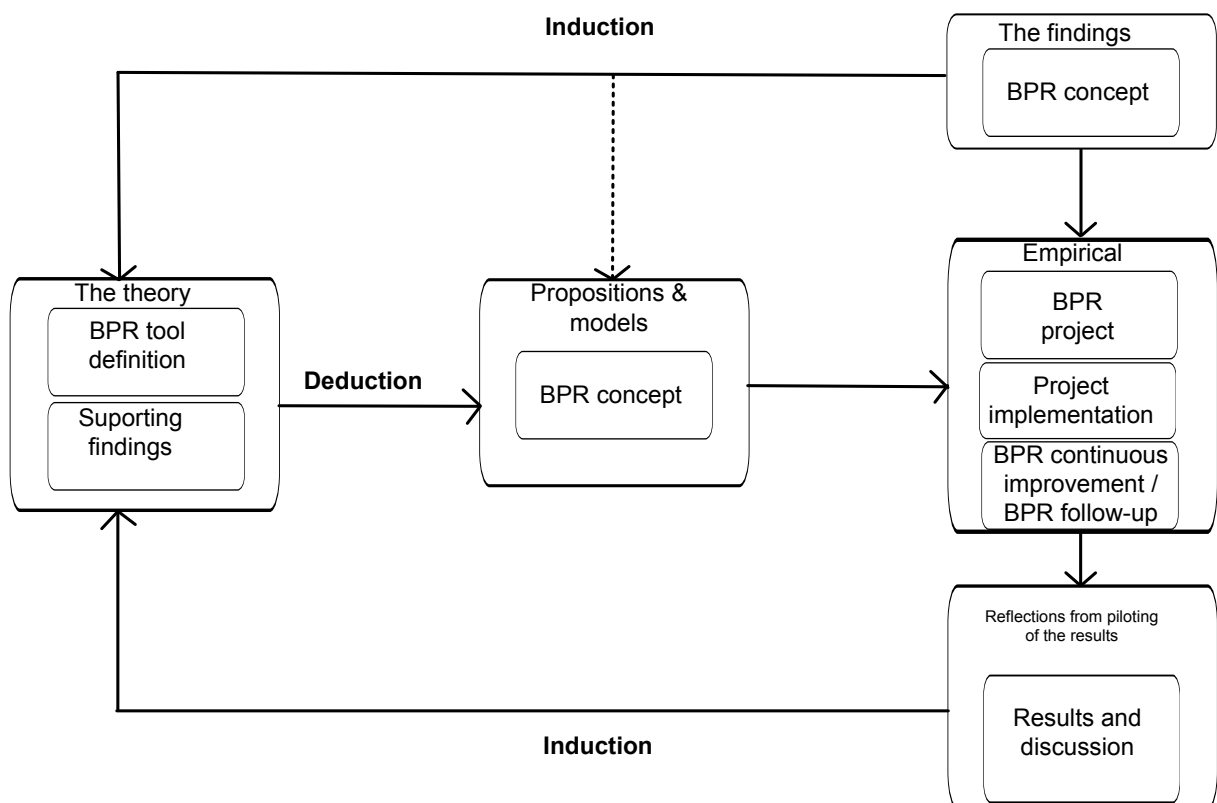 Induction
The findings
BPR concept
The theory
BPR tool
definition
Suporting
findings
Deduction
Propositions &
models
BPR concept
Empirical
BPR
project
Project
implementation
BPR continuous
improvement /
BPR follow-up
Reflections from piloting
of the results
Results and
discussion
Induction